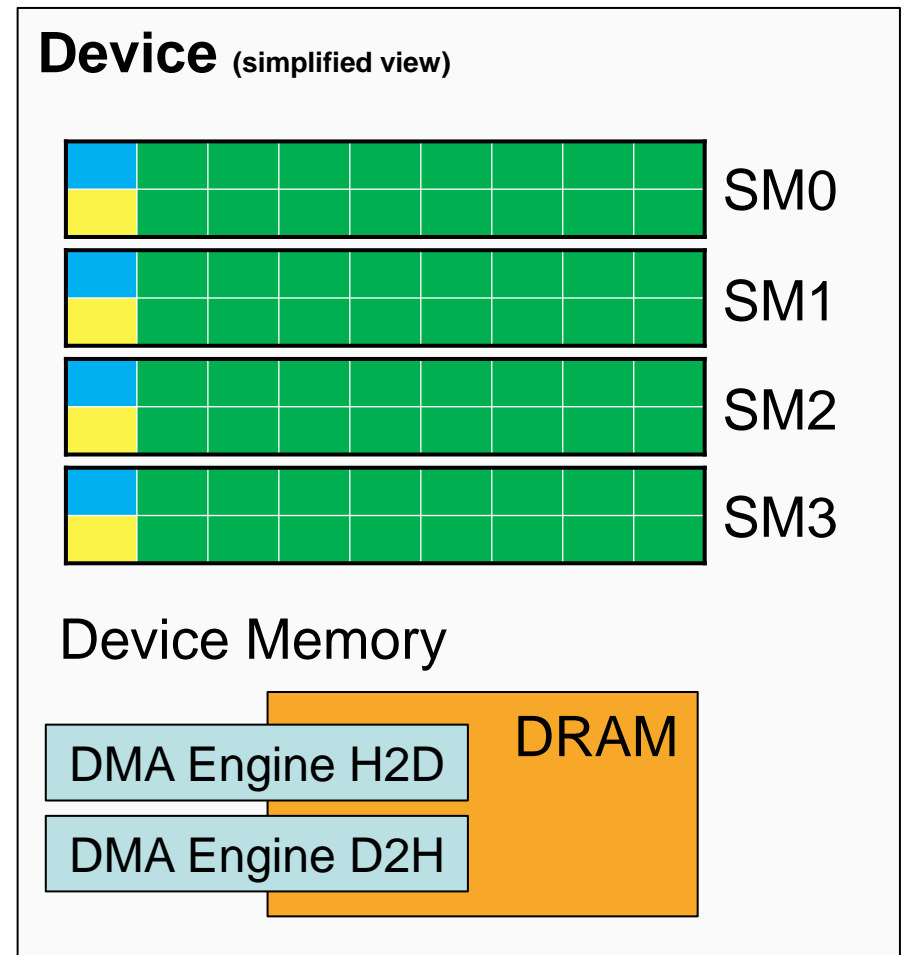 Device (simplified view)
SM0
SM1
SM2
SM3
Device Memory
DRAM
DMA Engine H2D
DMA Engine D2H